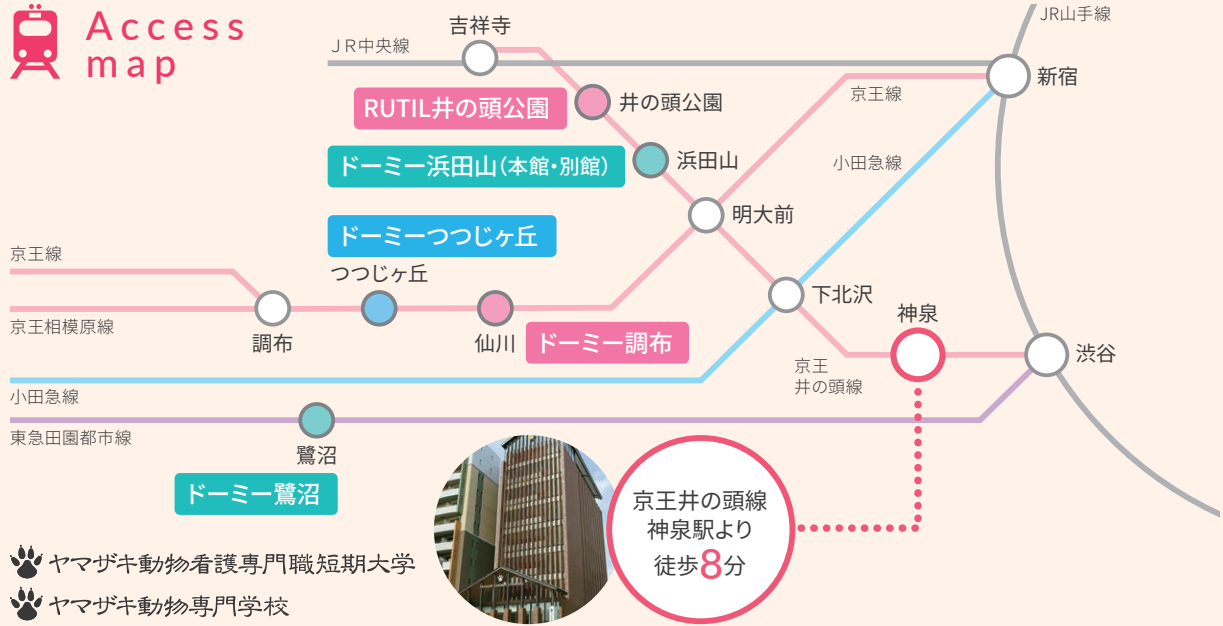 Access
map
JR山手線
吉祥寺
JR中央線
新宿
京王線
RUTIL井の頭公園
井の頭公園
ドーミー浜田山(本館・別館)
浜田山
小田急線
明大前
ドーミーつつじヶ丘
京王線
つつじヶ丘
下北沢
神泉
京王相模原線
調布
仙川
ドーミー調布
渋谷
京王
井の頭線
小田急線
東急田園都市線
鷺沼
ドーミー鷺沼
京王井の頭線
神泉駅より
徒歩8分
ヤマザキ動物看護専門職短期大学
ヤマザキ動物専門学校